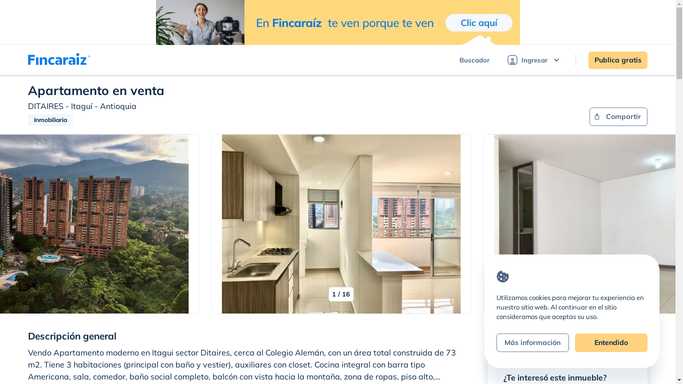 En Fincaraíz te ven porque te ven
Clic aquí
Fincaraíz
Buscador
Ingresar
Publica gratis
Apartamento en venta
DITAIRES - Itaguí - Antioquia
Inmobiliaria
Compartir
1 / 16
Utilizamos cookies para mejorar tu experiencia en
nuestro sitio web. Al continuar en el sitio
consideramos que aceptas su uso.
Más información
Entendido
Descripción general
Vendo Apartamento moderno en Itagui sector Ditaires, cerca al Colegio Alemán, con un área total construida de 73
m2. Tiene 3 habitaciones (principal con baño y vestier), auxiliares con closet. Cocina integral con barra tipo
Americana, sala, comedor, baño social completo, balcón con vista hacia la montaña, zona de ropas, piso alto,...
¿Te interesó este inmueble?